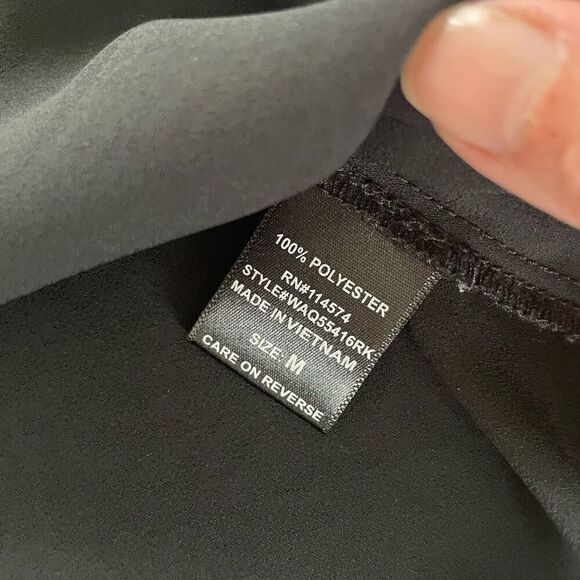 100% POLYESTER
RN#114574
STYLE#WAQ55416RK
MADE IN VIETNAM
SIZE: M
CARE ON REVERSE